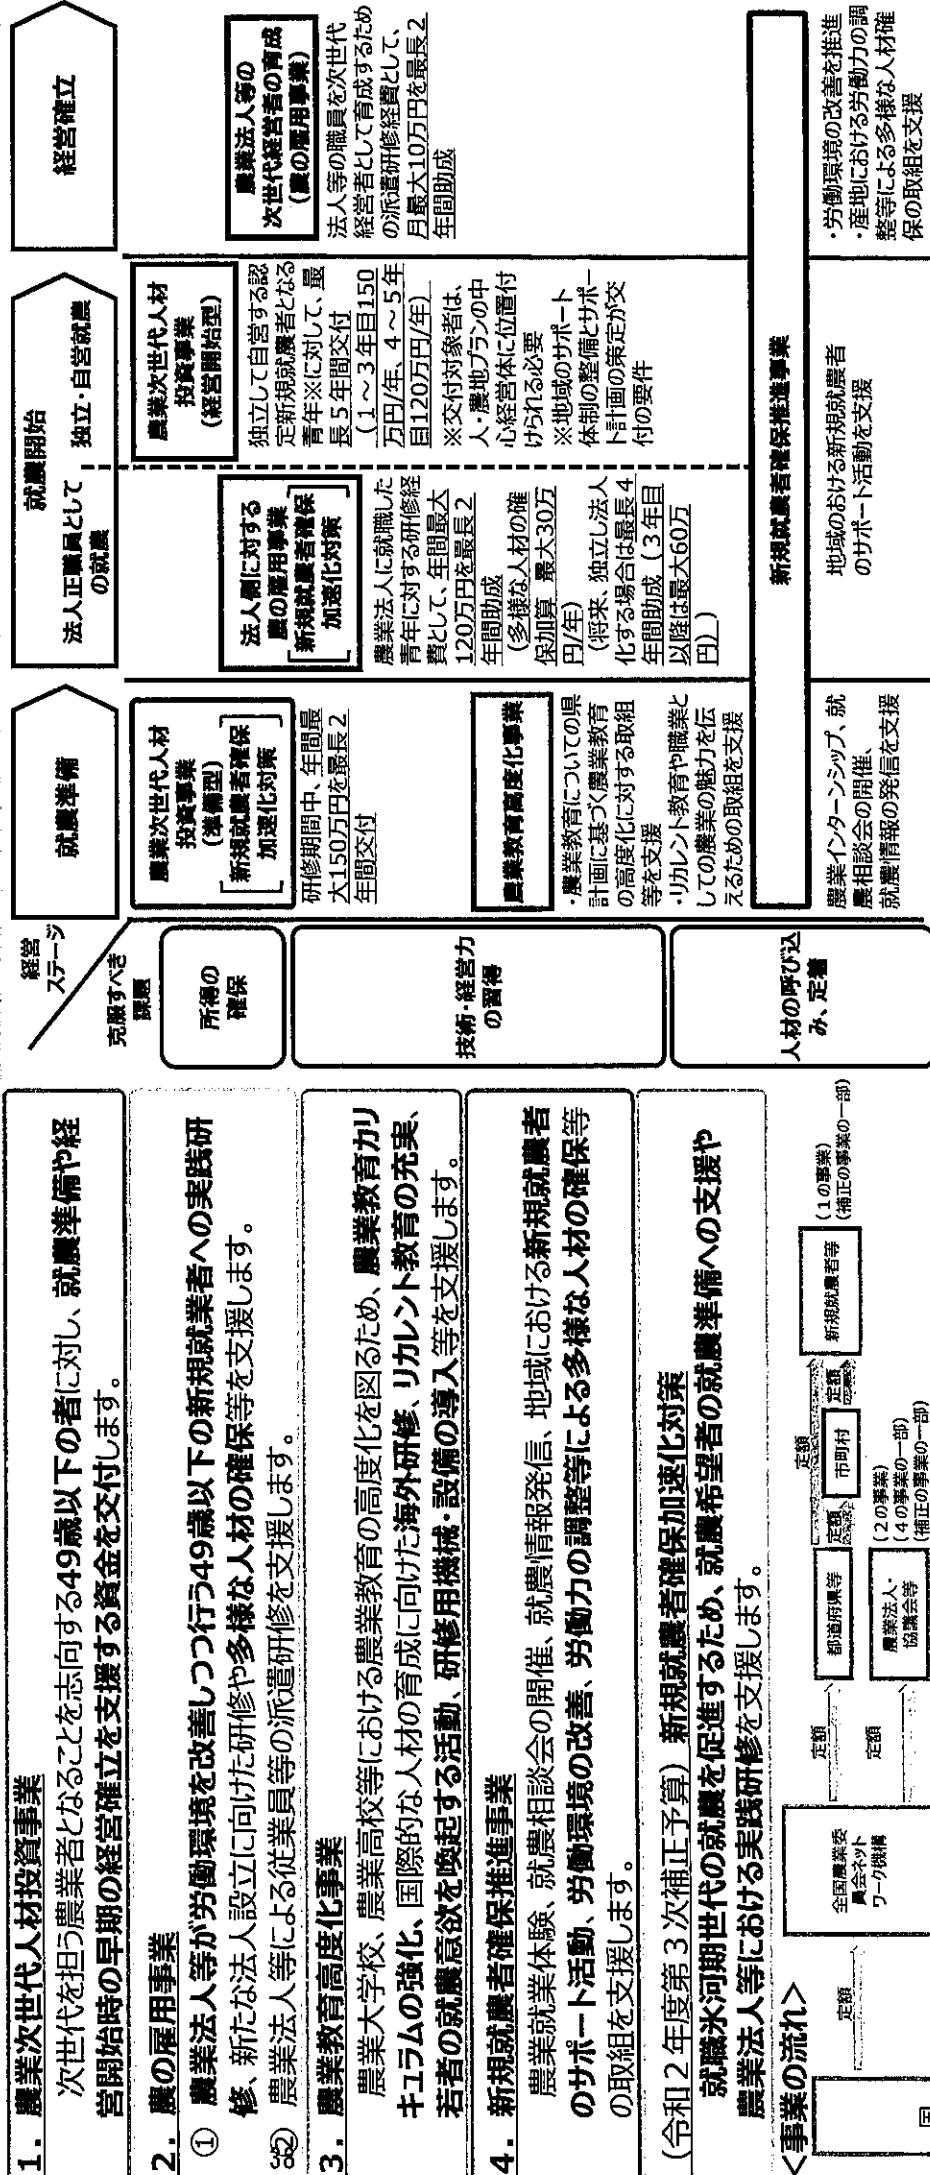 1. 農業次世代人材投資事業
次世代を担う農業者となることを志向する49歳以下の者に対し、就農準備や経
営開始時の早期の経営確立を支援する資金を交付します。
2. 農の雇用事業
① 農業法人等が労働環境を改善しつつ行う49歳以下の新規就業者への実践研
修、新たな法人設立に向けた研修や多様な人材の確保等を支援します。
② 農業法人等による従業員等の派遣研修を支援します。
3. 農業教育高度化事業
農業大学校、農業高校等における農業教育の高度化を図るため、農業教育カリ
キュラムの強化、国際的な人材の育成に向けた海外研修、リカレント教育の充実、
若者の就農意欲を喚起する活動、研修用機械・設備の導入等を支援します。
4. 新規就農者確保推進事業
農業就業体験、就農相談会の開催、就農情報発信、地域における新規就農者
のサポート活動、労働環境の改善、労働力の調整等による多様な人材の確保等
の取組を支援します。
(令和2年度第3次補正予算)新規就農者確保加速化対策
就職氷河期世代の就農を促進するため、就農希望者の就農準備への支援や
農業法人等における実践研修を支援します。
<事業の流れ>
国
定額
全国農業委
員会ネット
ワーク機構
定額
定額
都道府県等
農業法人・
協議会等
定額
定額
市町村
定額
新規就農者等
(1の事業)
(補正の事業の一部)
(2の事業)
(4の事業の一部)
(補正の事業の一部)
経営
ステージ
克服すべき
課題
就農準備
就農開始
法人正職員として
の就農
独立・自営就農
経営確立
所得の
確保
技術・経営力
の習得
人材の呼び込
み、定着
農業次世代人材
投資事業
(準備型)
新規就農者確保
加速化対策
研修期間中、年間最
大150万円を最長2
年間交付
農業教育高度化事業
・農業教育についての県
計画に基づく農業教育
の高度化に対する取組
等を支援
・リカレント教育や職業と
しての農業の魅力を伝
えるための取組を支援
法人側に対する
農の雇用事業
新規就農者確保
加速化対策
農業法人に就職した
青年に対する研修経
費として、年間最大
120万円を最長2
年間助成
(多様な人材の確
保加算 最大30万
円/年)
(将来、独立し法人
化する場合は最長4
年間助成(3年目
以降は最大60万
円))
農業次世代人材
投資事業
(経営開始型)
独立して自営する認
定新規就農者となる
青年※に対して、最
長5年間交付
(1~3年目150
万円/年、4~5年
目120万円/年)
※交付対象者は、
人・農地プランの中
心経営体に位置付
けられる必要
※地域のサポート
体制の整備とサポー
ト計画の策定が交
付の要件
農業法人等の
次世代経営者の育成
(農の雇用事業)
法人等の職員を次世代
経営者として育成するため
の派遣研修経費として、
月最大10万円を最長2
年間助成
新規就農者確保推進事業
農業インターンシップ、就
農相談会の開催、
就農情報の発信を支援
地域のおける新規就農者
のサポート活動を支援
・労働環境の改善を推進
・産地における労働力の調
整等による多様な人材確
保の取組を支援